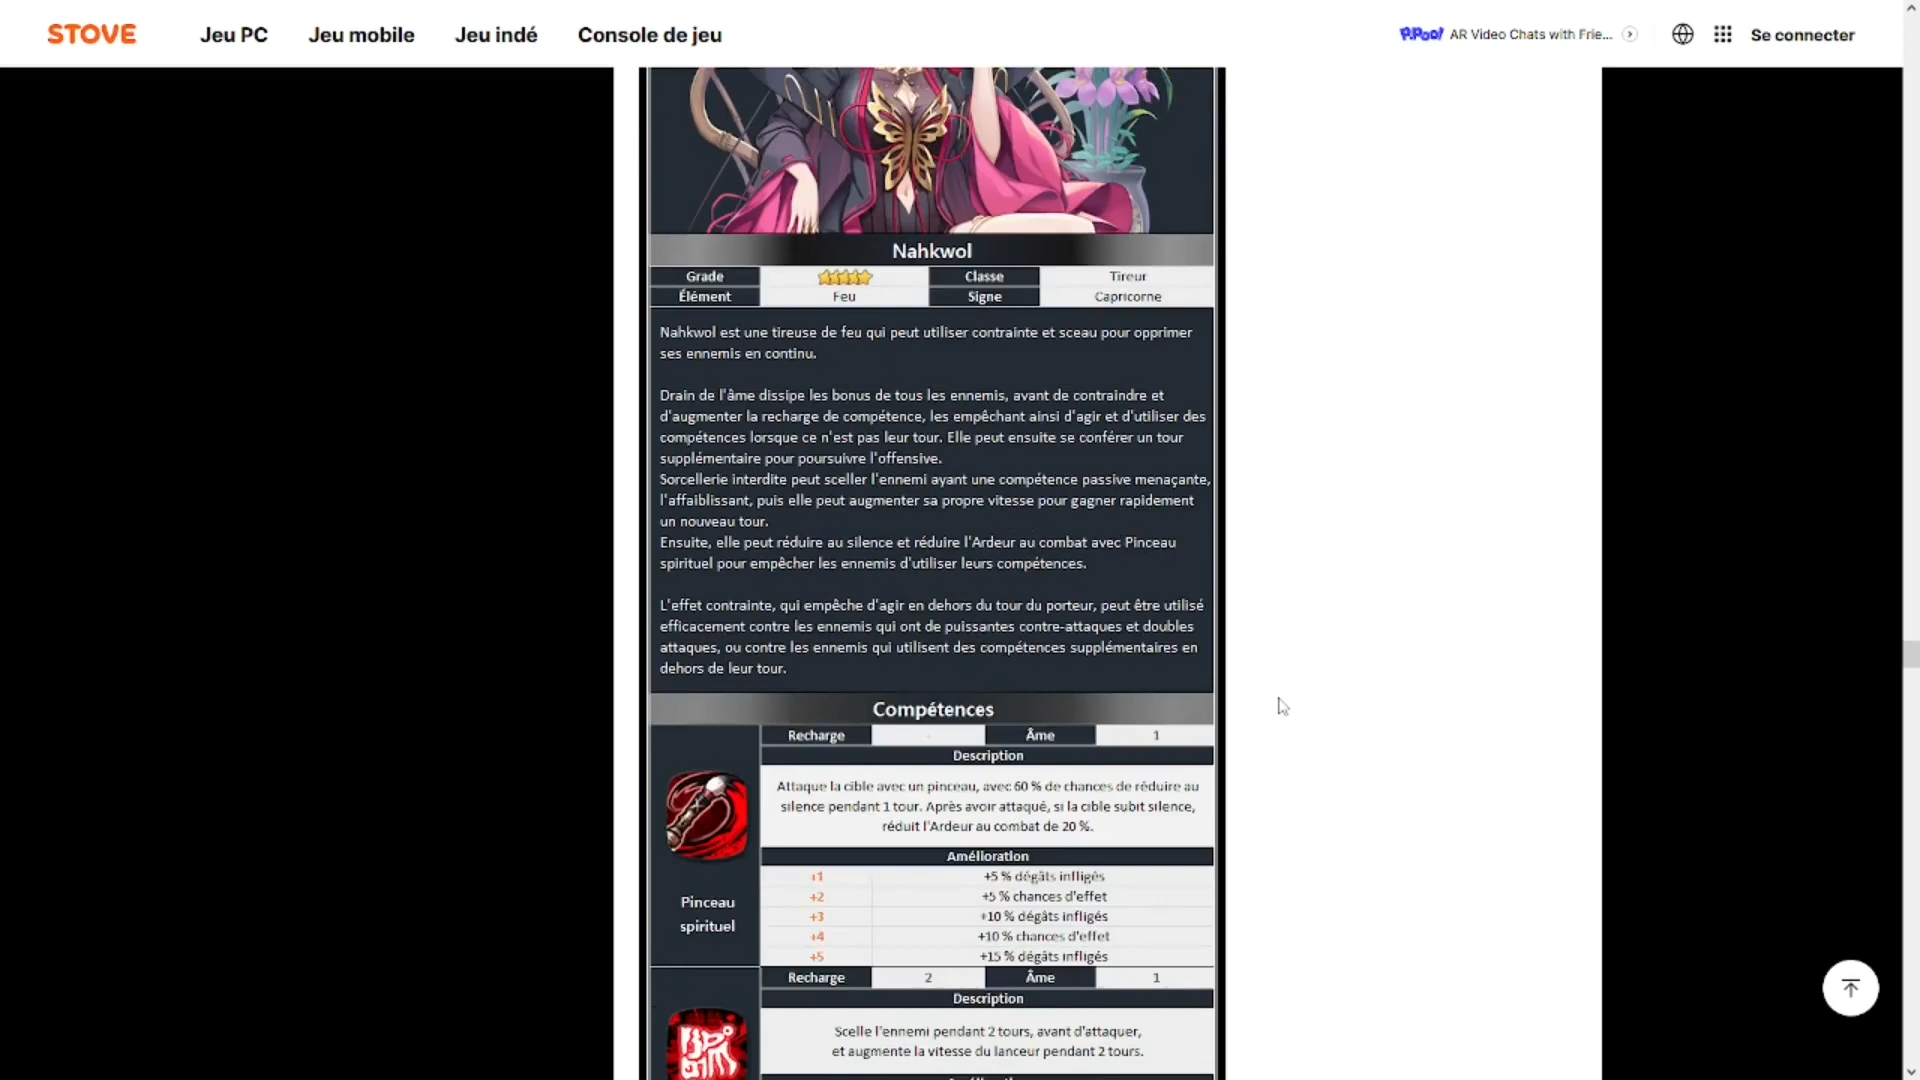 STOVE Jeu PC Jeu mobile Jeu indé Console de jeu P.Pool AR Video Chats with Frie... Se connecter
Nahkwol
Grade Classe Tireur
Élément Feu Signe Capricorne
Nahkwol est une tireuse de feu qui peut utiliser contrainte et sceau pour opprimer
ses ennemis en continu.
Drain de l'âme dissipe les bonus de tous les ennemis, avant de contraindre et
d'augmenter la recharge de compétence, les empêchant ainsi d'agir et d'utiliser des
compétences lorsque ce n'est pas leur tour. Elle peut ensuite se conférer un tour
supplémentaire pour poursuivre l'offensive.
Sorcellerie interdite peut sceller l'ennemi ayant une compétence passive menaçante,
l'affaiblissant, puis elle peut augmenter sa propre vitesse pour gagner rapidement
un nouveau tour.
Ensuite, elle peut réduire au silence et réduire l'Ardeur au combat avec Pinceau
spirituel pour empêcher les ennemis d'utiliser leurs compétences.
L'effet contrainte, qui empêche d'agir en dehors du tour du porteur, peut être utilisé
efficacement contre les ennemis qui ont de puissantes contre-attaques et doubles
attaques, ou contre les ennemis qui utilisent des compétences supplémentaires en
dehors de leur tour.
Compétences
Recharge - Âme 1
Description
Attaque la cible avec un pinceau, avec 60 % de chances de réduire au
silence pendant 1 tour. Après avoir attaqué, si la cible subit silence,
réduit l'Ardeur au combat de 20 %.
Amélioration
+1 +5 % dégâts infligés
+2 +5 % chances d'effet
+3 +10 % dégâts infligés
+4 +10 % chances d'effet
+5 +15 % dégâts infligés
Pinceau
spirituel
Recharge 2 Âme 1
Description
Scelle l'ennemi pendant 2 tours, avant d'attaquer,
et augmente la vitesse du lanceur pendant 2 tours.